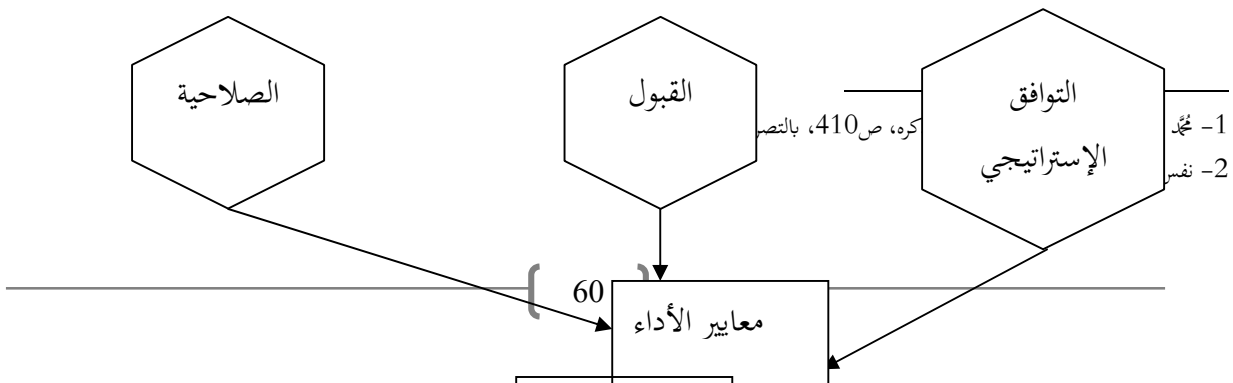 التوافق
الإستراتيجي
القبول
الصلاحية
1- مُحَّد
كره، ص410، بالتصر
2- نفس
60
معايير الأداء